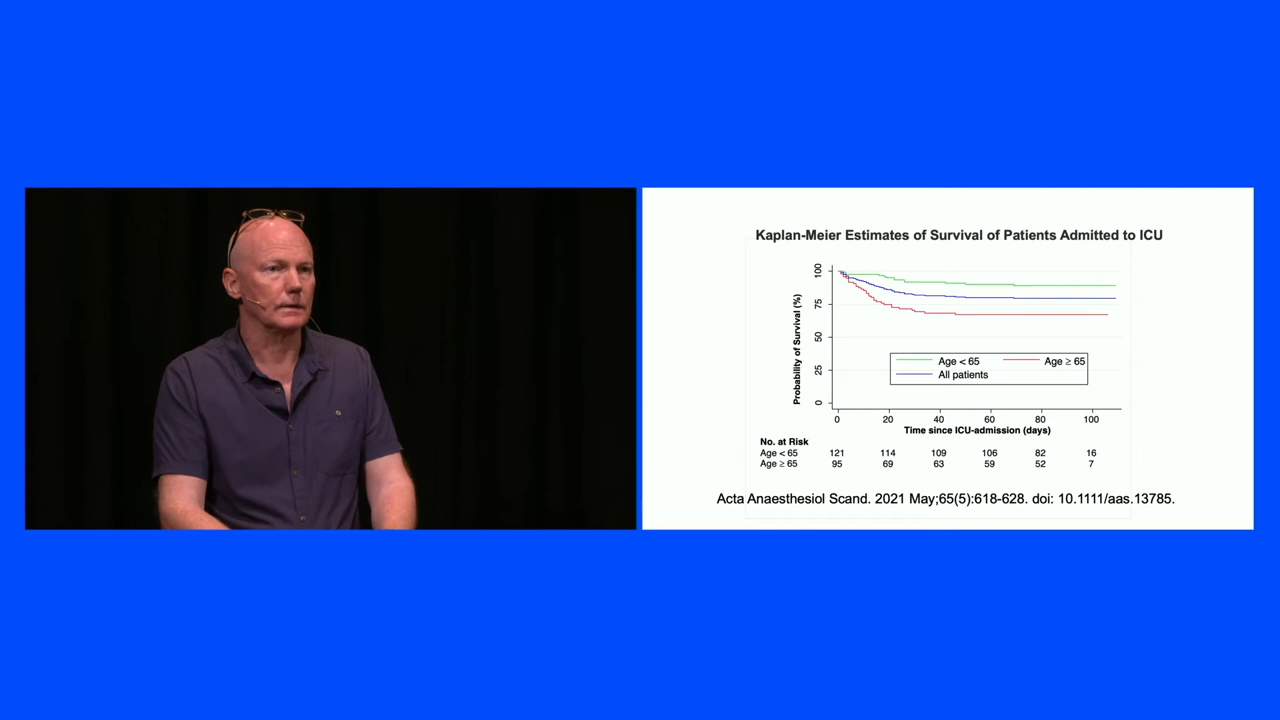 Kaplan-Meier Estimates of Survival of Patients Admitted to ICU
Probability of Survival (%)
100
75
50
25
0
Age < 65
Age ≥ 65
All patients
0 20 40 60 80 100
Time since ICU-admission (days)
No. at Risk
Age < 65 121 114 109 106 82 16
Age ≥ 65 95 69 63 59 52 7
Acta Anaesthesiol Scand. 2021 May;65(5):618-628. doi: 10.1111/aas.13785.